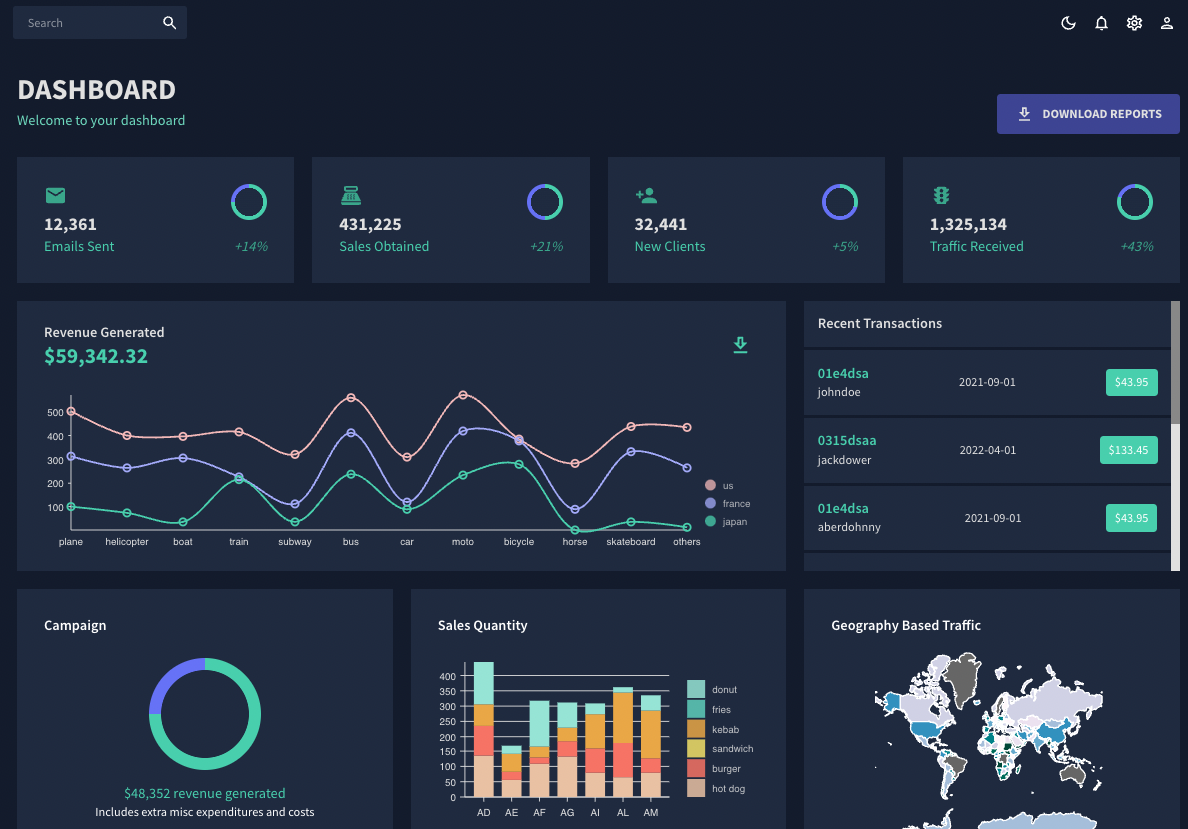 Search
DASHBOARD
Welcome to your dashboard
DOWNLOAD REPORTS
12,361
Emails Sent
+14%
431,225
Sales Obtained
+21%
32,441
New Clients
+5%
1,325,134
Traffic Received
+43%
Revenue Generated
$59,342.32
500
400
300
200
100
plane helicopter boat train subway bus car moto bicycle horse skateboard others
us
france
japan
Recent Transactions
01e4dsa
johndoe
2021-09-01
$43.95
0315dsaa
jackdower
2022-04-01
$133.45
01e4dsa
aberdohnny
2021-09-01
$43.95
Campaign
$48,352 revenue generated
Includes extra misc expenditures and costs
Sales Quantity
400
350
300
250
200
150
100
50
0
AD AE AF AG AI AL AM
donut
fries
kebab
sandwich
burger
hot dog
Geography Based Traffic